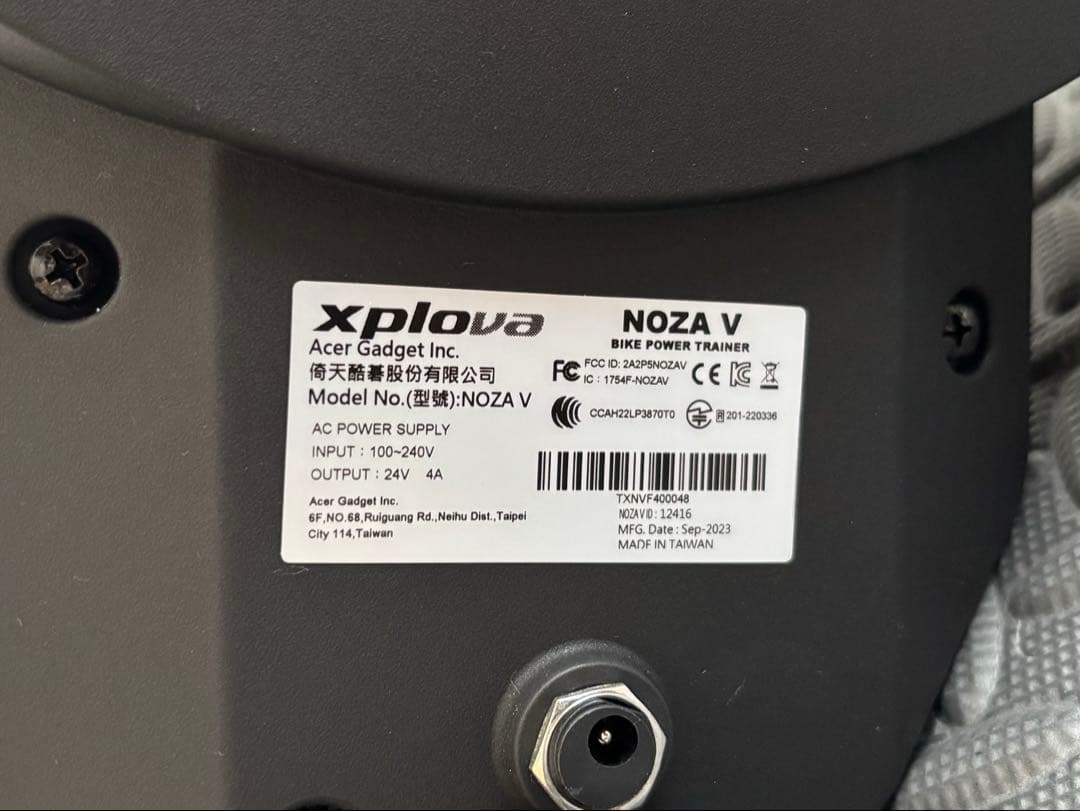 xplova
Acer Gadget Inc.
倚天酷碁股份有限公司
Model No.(型號):NOZA V
AC POWER SUPPLY
INPUT : 100~240V
OUTPUT : 24V 4A
Acer Gadget Inc.
6F,NO.68,Ruiguang Rd.,Neihu Dist.,Taipei
City 114,Taiwan
NOZA V
BIKE POWER TRAINER
FC FCC ID: 2A2P5NOZAV
IC : 1754F-NOZAV
CE
CCAH22LP3870T0
R 201-220336
TXNVF400048
NOZAVID : 12416
MFG. Date : Sep-2023
MADE IN TAIWAN